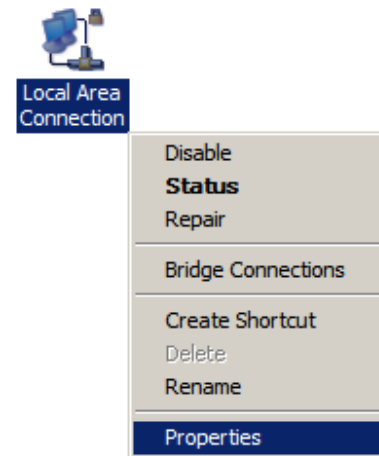 Local Area
Connection
Disable
Status
Repair
Bridge Connections
Create Shortcut
Delete
Rename
Properties